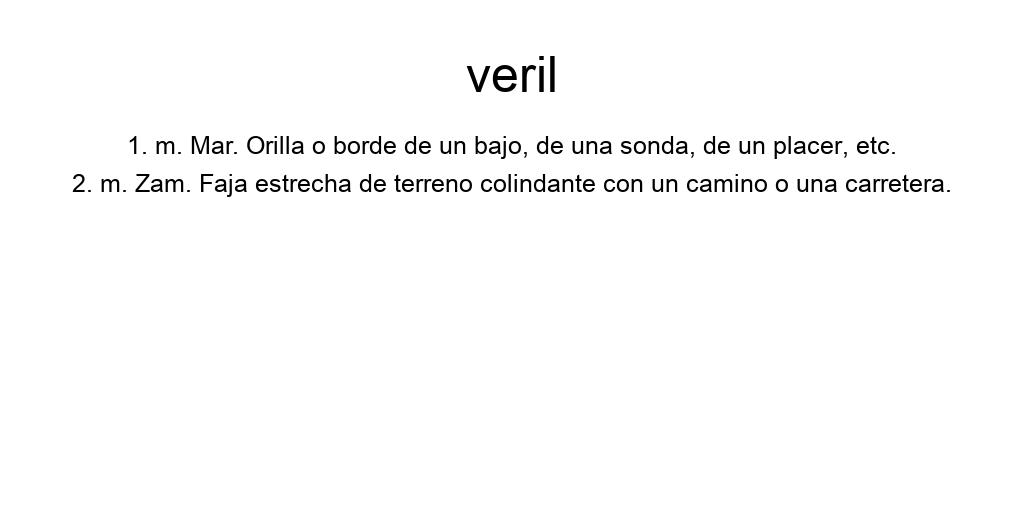 veril
1. m. Mar. Orilla o borde de un bajo, de una sonda, de un placer, etc.
2. m. Zam. Faja estrecha de terreno colindante con un camino o una carretera.